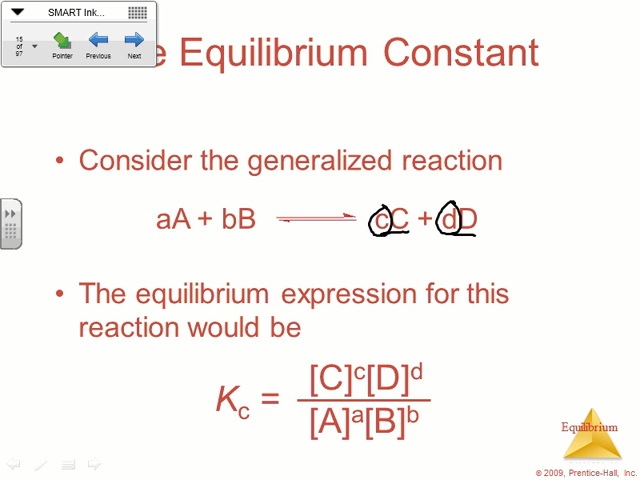 SMART Ink...
15
of
97
Pointer
Previous
Next
e Equilibrium Constant
• Consider the generalized reaction
aA + bB ⇌ cC + dD
• The equilibrium expression for this
reaction would be
[C]ᶜ[D]ᵈ
Kc =
[A]ᵃ[B]ᵇ
Equilibrium
© 2009, Prentice-Hall, Inc.